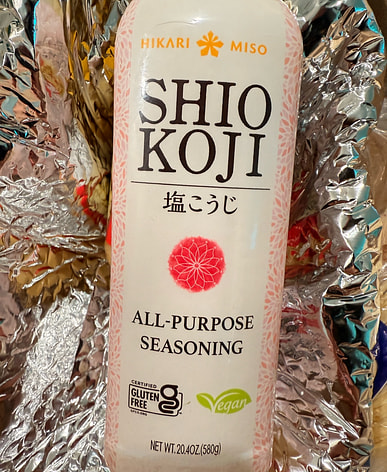 HIKARI MISO
SHIO
KOJI
塩こうじ
ALL-PURPOSE
SEASONING
CERTIFIED
GLUTEN
FREE
Vegan
NET WT. 20.4OZ. (580g)